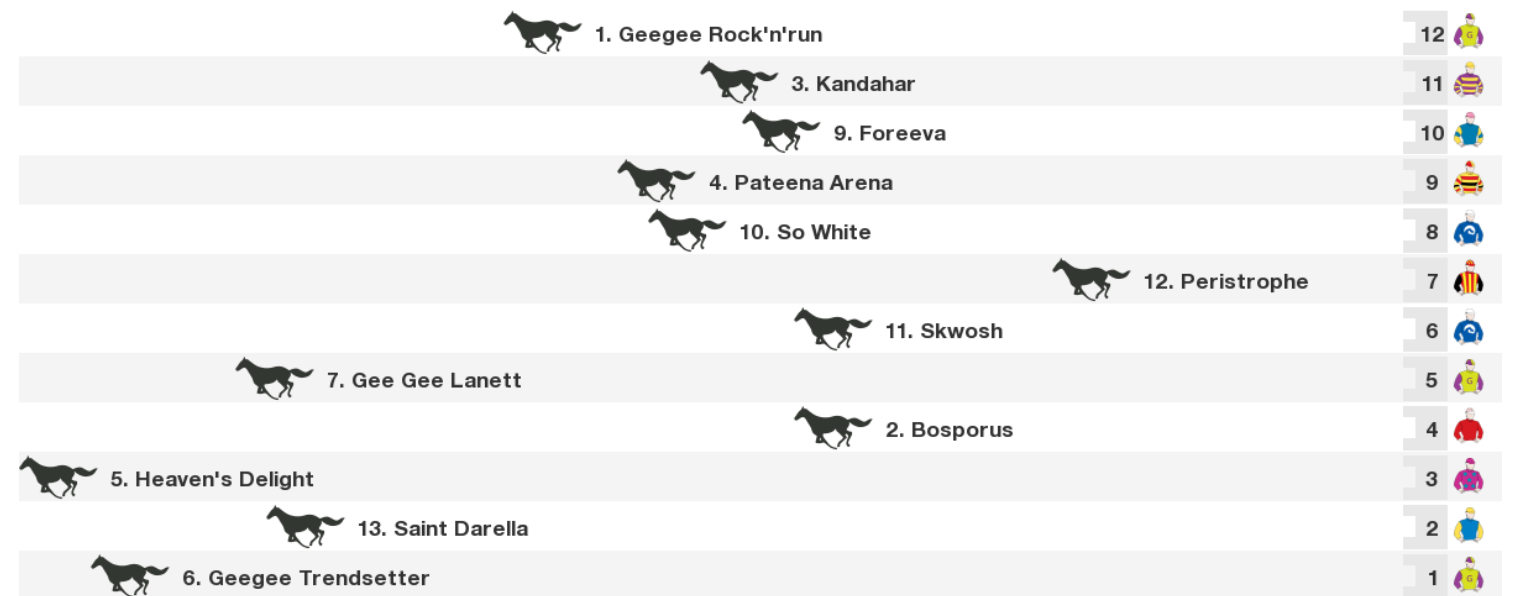 1. Geegee Rock'n'run 12
3. Kandahar 11
9. Foreeva 10
4. Pateena Arena 9
10. So White 8
12. Peristrophe 7
11. Skwosh 6
7. Gee Gee Lanett 5
2. Bosporus 4
5. Heaven's Delight 3
13. Saint Darella 2
6. Geegee Trendsetter 1